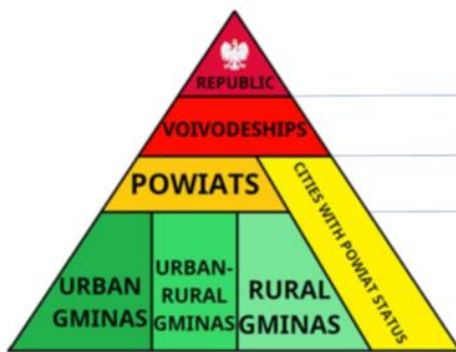 REPUBLIC
VOIVODESHIPS
POWIATS
CITIES WITH POWIAT STATUS
URBAN
GMINAS
URBAN-
RURAL
GMINAS
RURAL
GMINAS